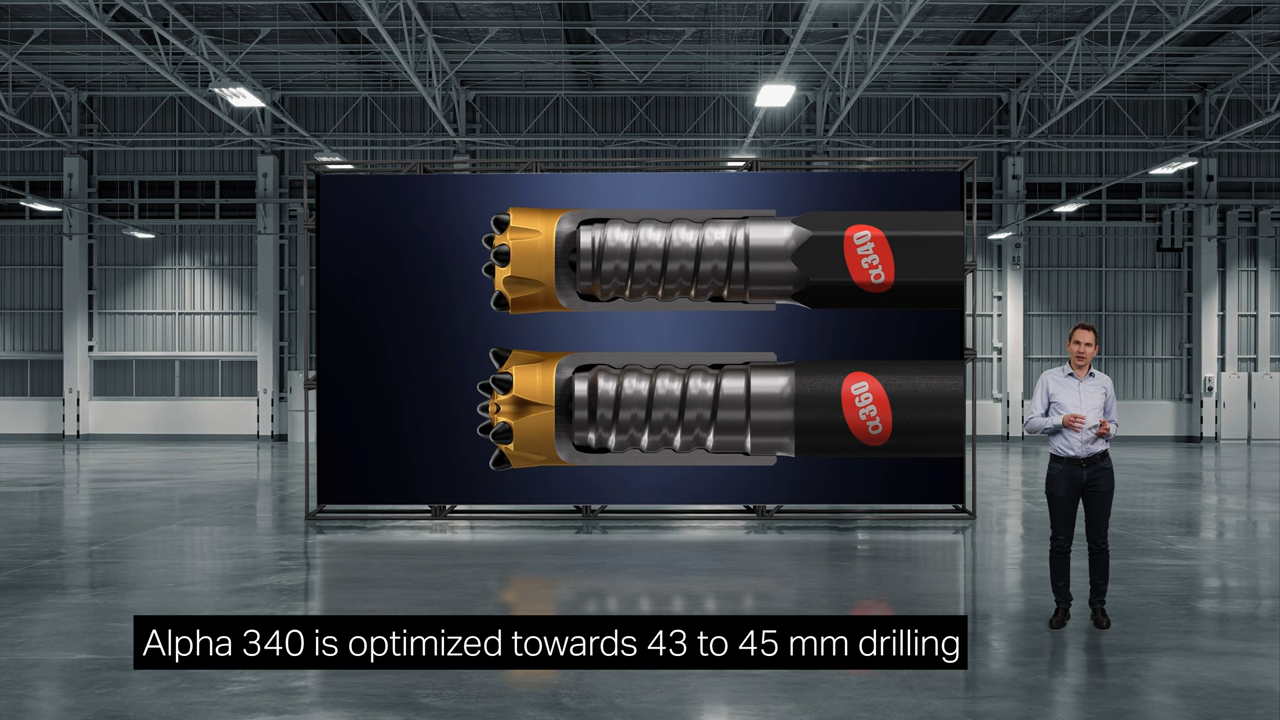 α340
α360
Alpha 340 is optimized towards 43 to 45 mm drilling